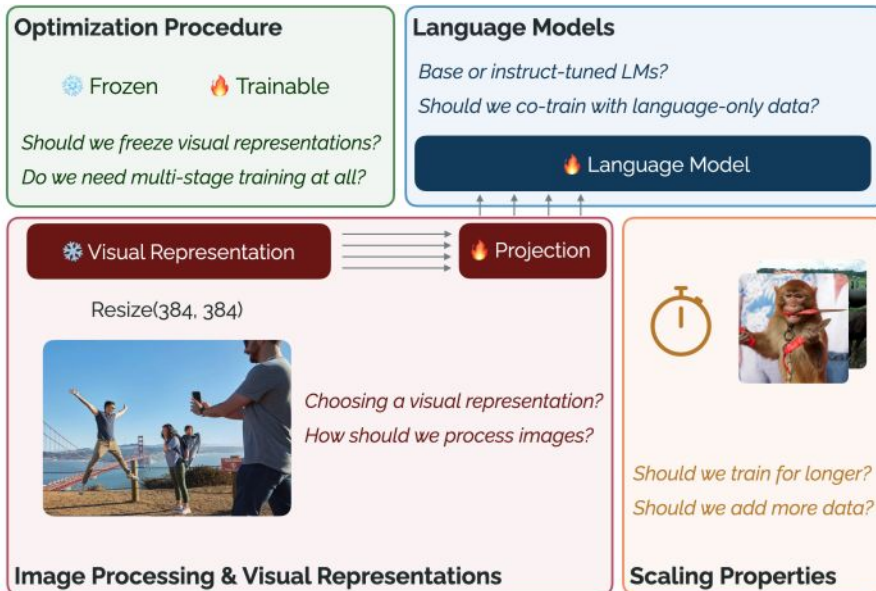 Optimization Procedure
Frozen
Trainable
Should we freeze visual representations?
Do we need multi-stage training at all?
Language Models
Base or instruct-tuned LMs?
Should we co-train with language-only data?
Language Model
Visual Representation
Projection
Resize(384, 384)
Choosing a visual representation?
How should we process images?
Image Processing & Visual Representations
Should we train for longer?
Should we add more data?
Scaling Properties